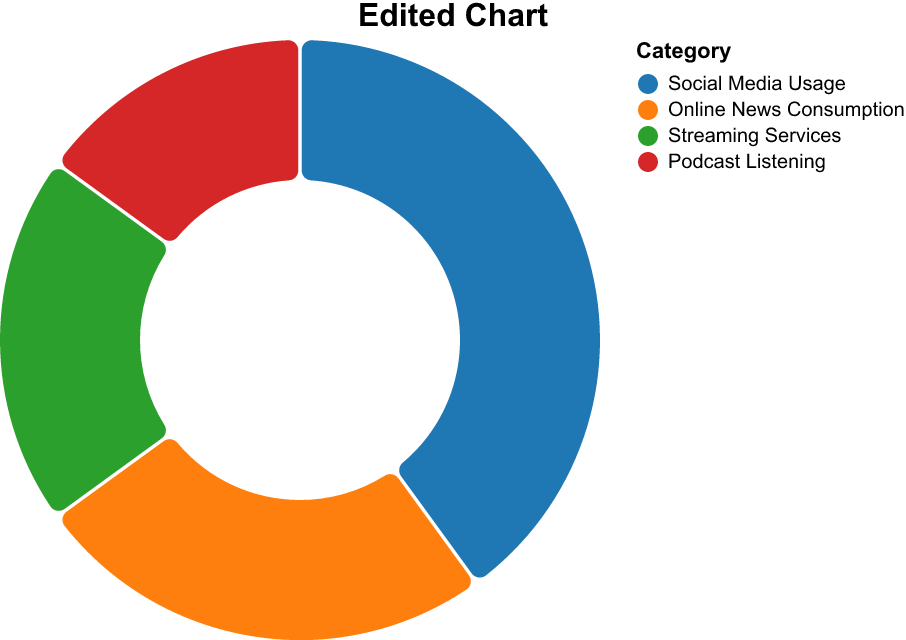 Edited Chart
Category
Social Media Usage
Online News Consumption
Streaming Services
Podcast Listening